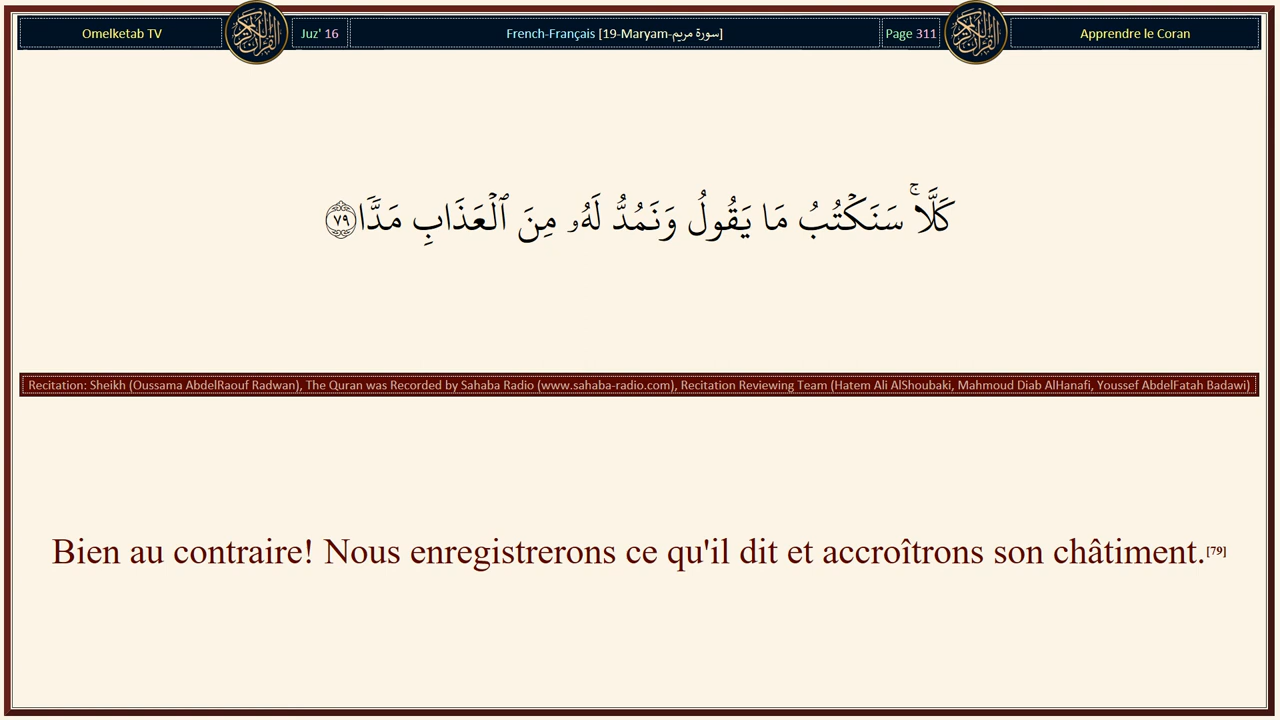 Omelketab TV
Juz' 16
French-Français [19-Maryam-سورة مريم]
Page 311
Apprendre le Coran
كَلَّاۚ سَنَكۡتُبُ مَا يَقُولُ وَنَمُدُّ لَهُۥ مِنَ ٱلۡعَذَابِ مَدّٗا ٧٩
Recitation: Sheikh (Oussama AbdelRaouf Radwan), The Quran was Recorded by Sahaba Radio (www.sahaba-radio.com), Recitation Reviewing Team (Hatem Ali AlShoubaki, Mahmoud Diab AlHanafi, Youssef AbdelFatah Badawi)
Bien au contraire! Nous enregistrerons ce qu'il dit et accroîtrons son châtiment.[79]